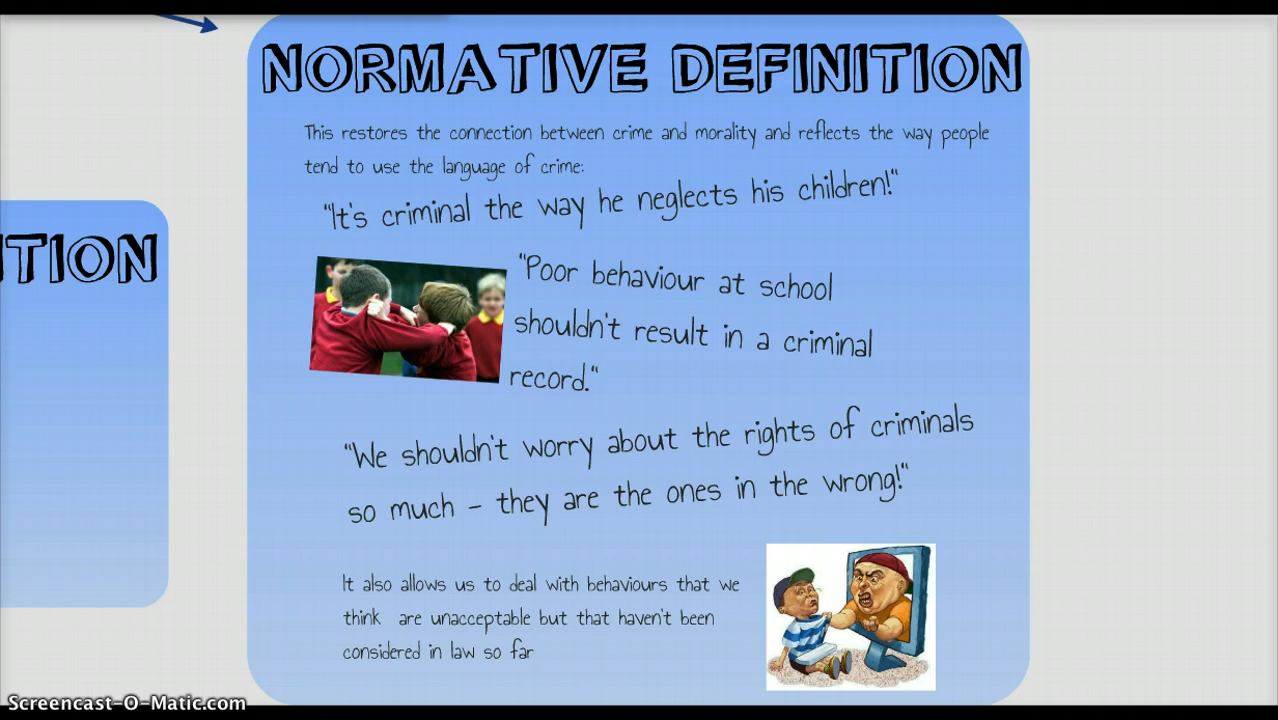 NORMATIVE DEFINITION
This restores the connection between crime and morality and reflects the way people
tend to use the language of crime:
"It's criminal the way he neglects his children!"
ITION
"Poor behaviour at school
shouldn't result in a criminal
record."
"We shouldn't worry about the rights of criminals
so much - they are the ones in the wrong!"
It also allows us to deal with behaviours that we
think are unacceptable but that haven't been
considered in law so far
Screencast-O-Matic.com